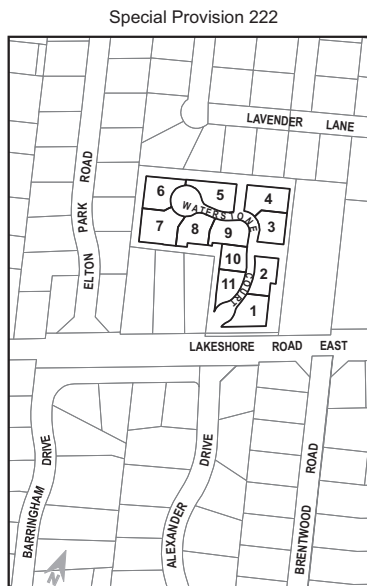 Special Provision 222
LAVENDER LANE
ELTON PARK ROAD
6
5
4
WATERSTONE COURT
7
8
9
3
10
2
11
1
LAKESHORE ROAD EAST
BARRINGHAM DRIVE
ALEXANDER DRIVE
BRENTWOOD ROAD
N